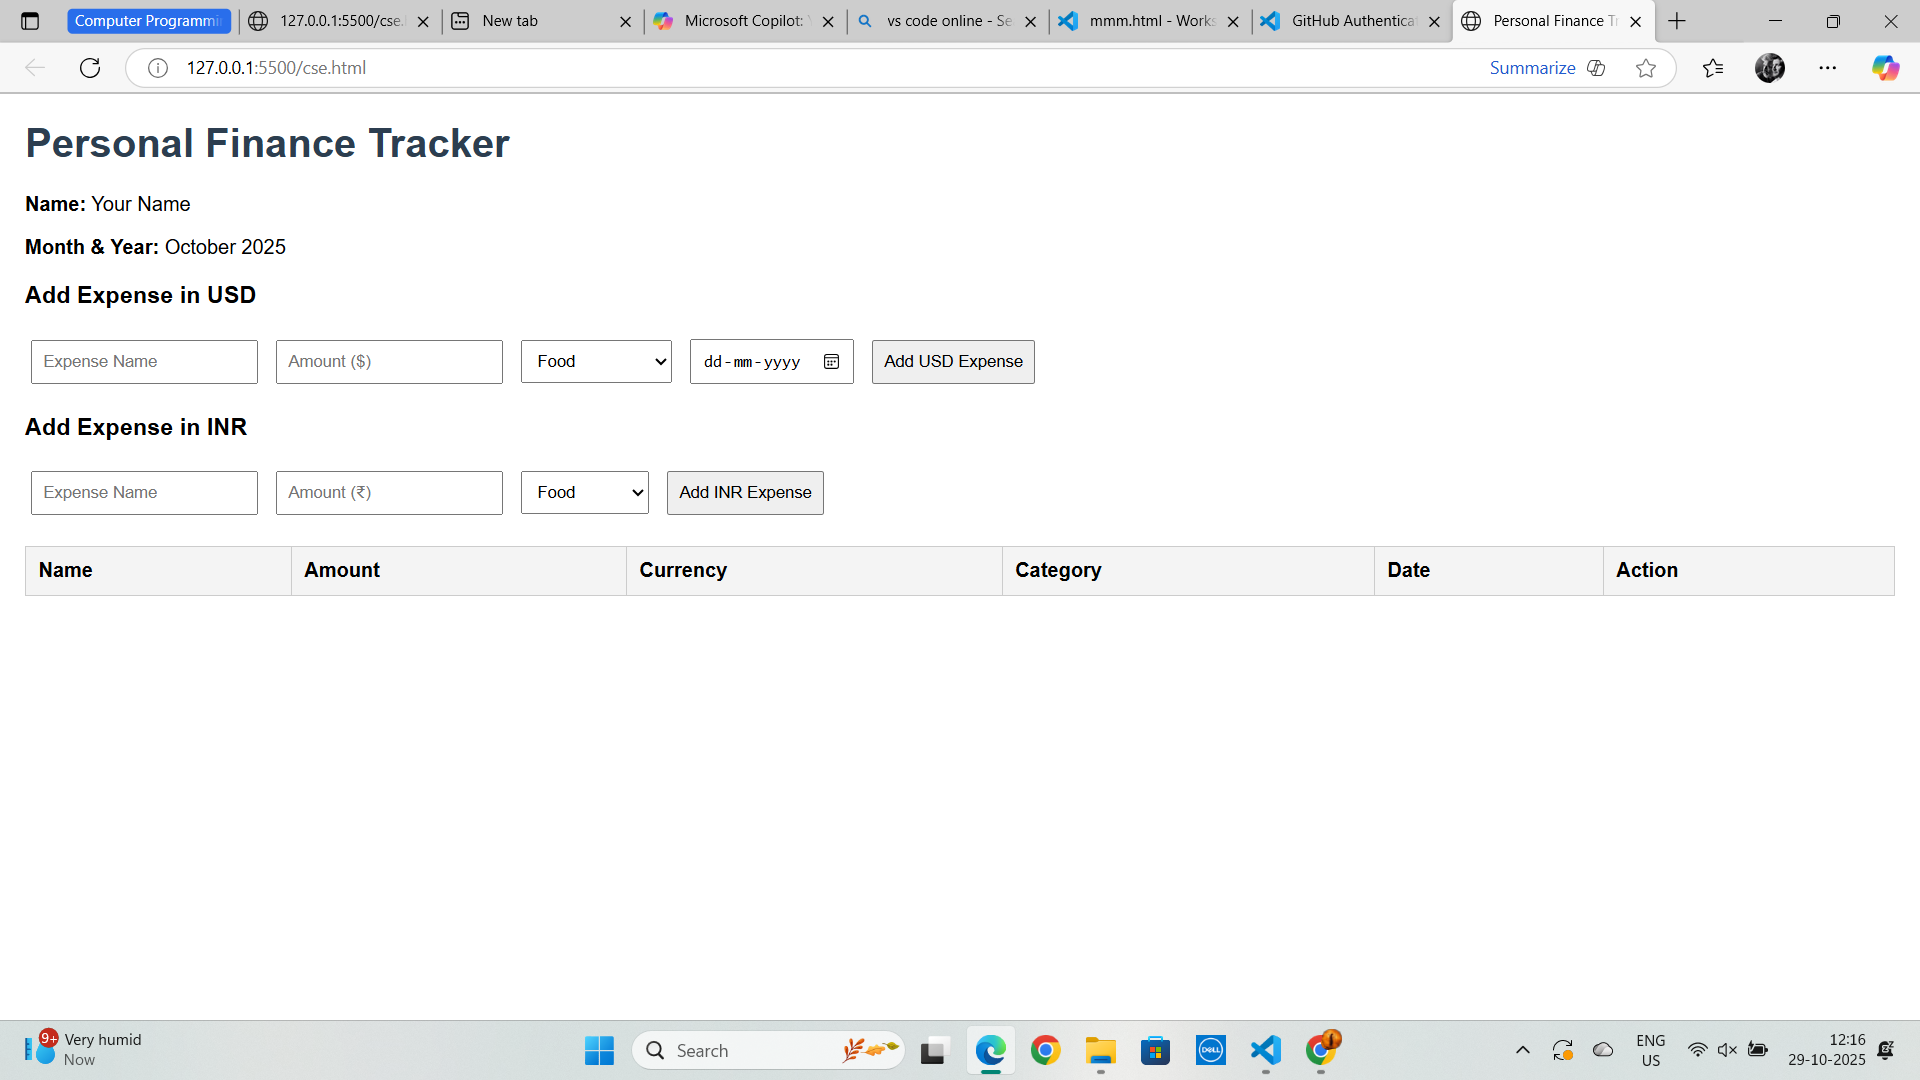 Computer Programmi
127.0.0.1:5500/cse.
New tab
Microsoft Copilot:
vs code online - Se
mmm.html - Works
GitHub Authentica
Personal Finance Tr
127.0.0.1:5500/cse.html
Summarize
Personal Finance Tracker
Name: Your Name
Month & Year: October 2025
Add Expense in USD
Expense Name Amount ($) Food dd-mm-yyyy Add USD Expense
Add Expense in INR
Expense Name Amount (₹) Food Add INR Expense
Name Amount Currency Category Date Action
9+
Very humid
Now
Search
DELL
1
ENG
US
12:16
29-10-2025